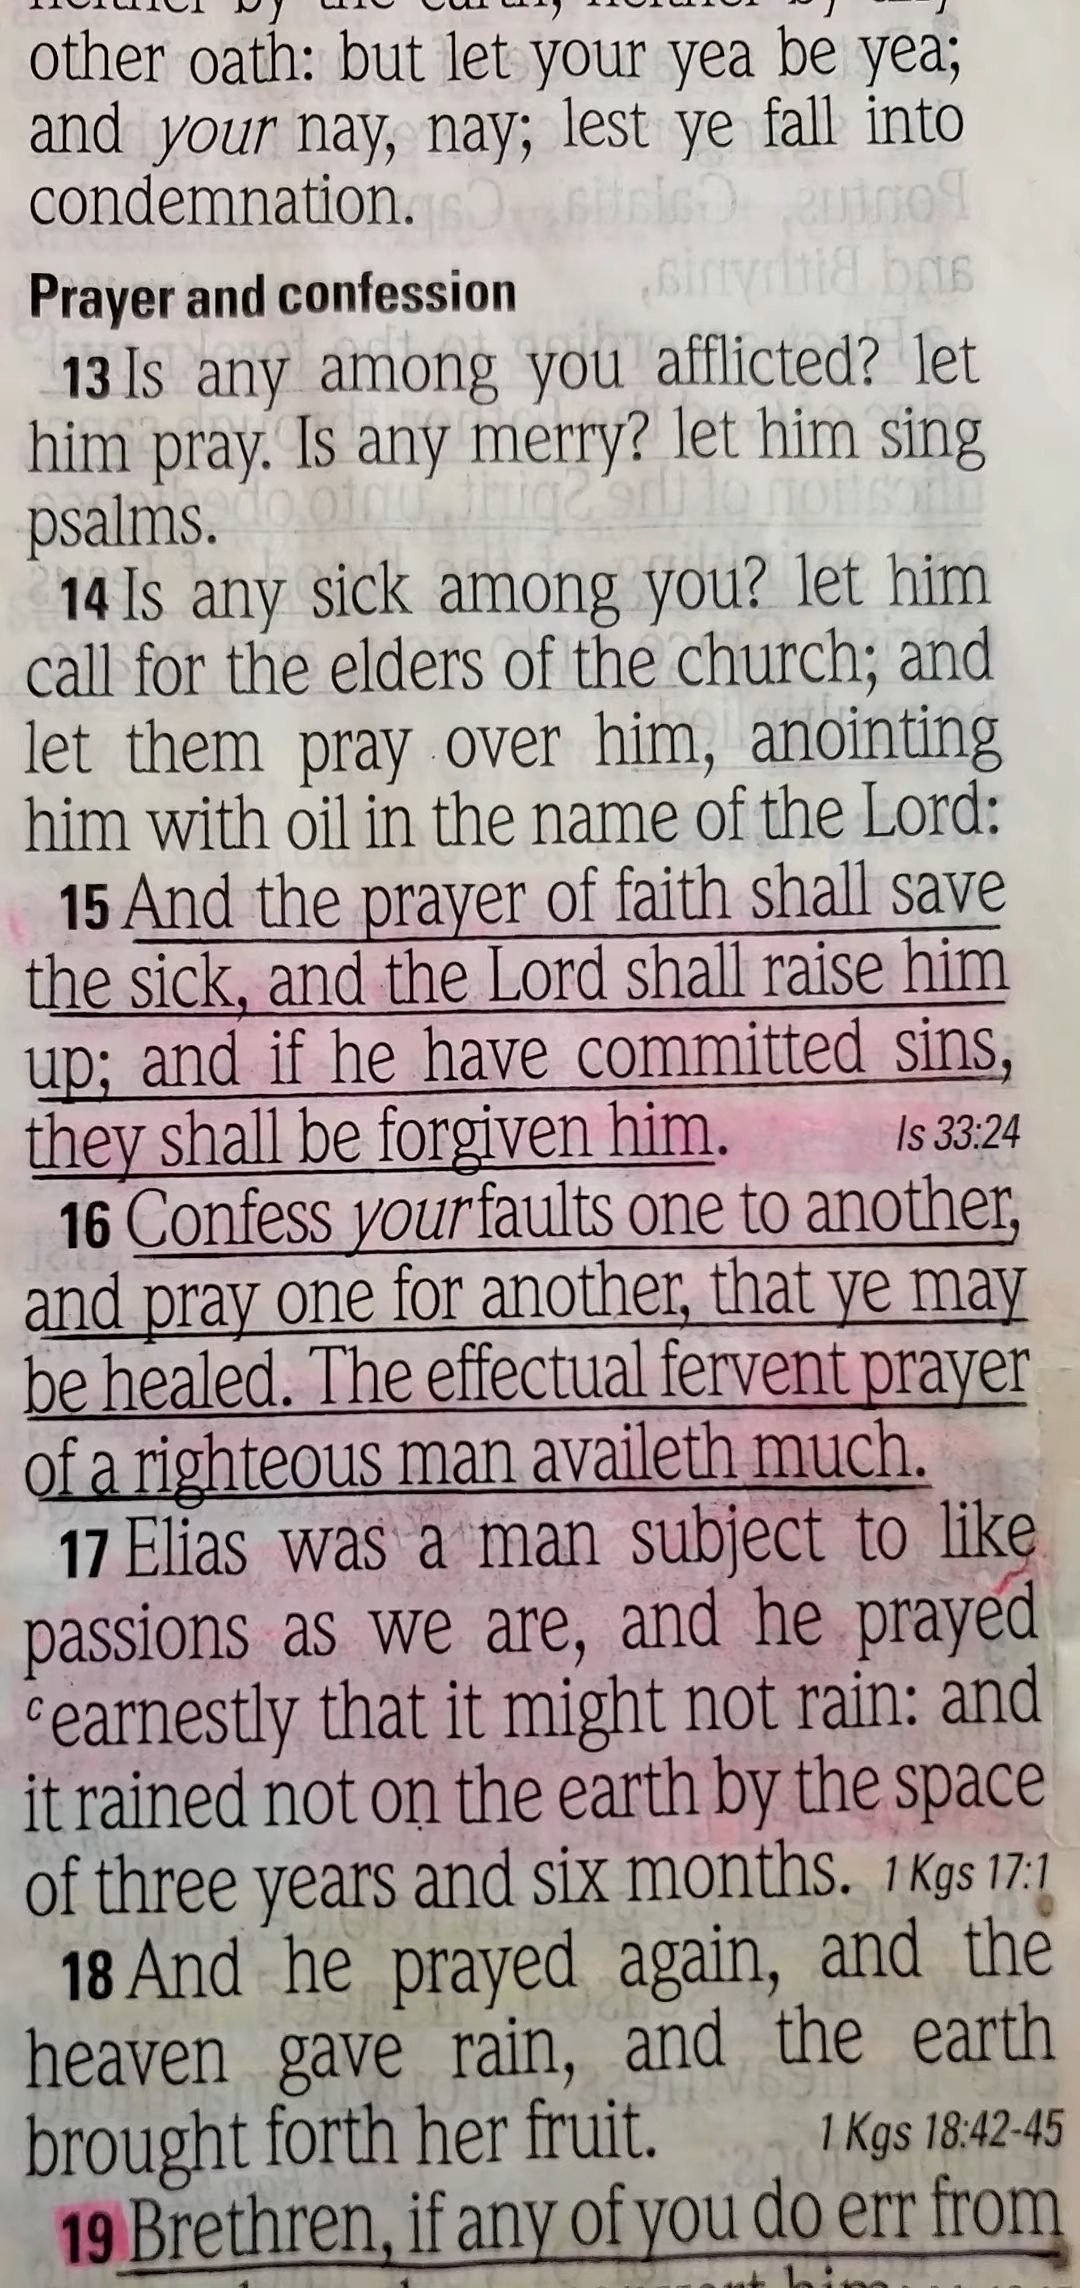 other oath: but let your yea be yea;
and your nay, nay; lest ye fall into
condemnation.
Prayer and confession
13 Is any among you afflicted? let
him pray. Is any merry? let him sing
psalms.
14 Is any sick among you? let him
call for the elders of the church; and
let them pray over him, anointing
him with oil in the name of the Lord:
15 And the prayer of faith shall save
the sick, and the Lord shall raise him
up; and if he have committed sins,
they shall be forgiven him. Is 33:24
16 Confess your faults one to another,
and pray one for another, that ye may
be healed. The effectual fervent prayer
of a righteous man availeth much.
17 Elias was a man subject to like
passions as we are, and he prayed
c earnestly that it might not rain: and
it rained not on the earth by the space
of three years and six months. 1 Kgs 17:1
18 And he prayed again, and the
heaven gave rain, and the earth
brought forth her fruit. 1 Kgs 18:42-45
19 Brethren, if any of you do err from